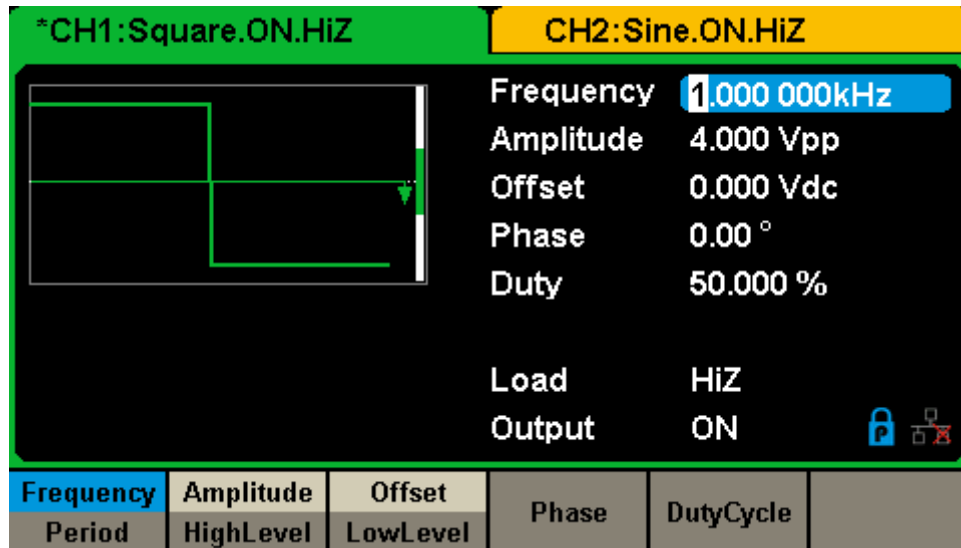 *CH1:Square.ON.HiZ CH2:Sine.ON.HiZ
Frequency 1.000 000kHz
Amplitude 4.000 Vpp
Offset 0.000 Vdc
Phase 0.00 °
Duty 50.000 %
Load HiZ
Output ON P
Frequency Amplitude Offset Phase DutyCycle
Period HighLevel LowLevel